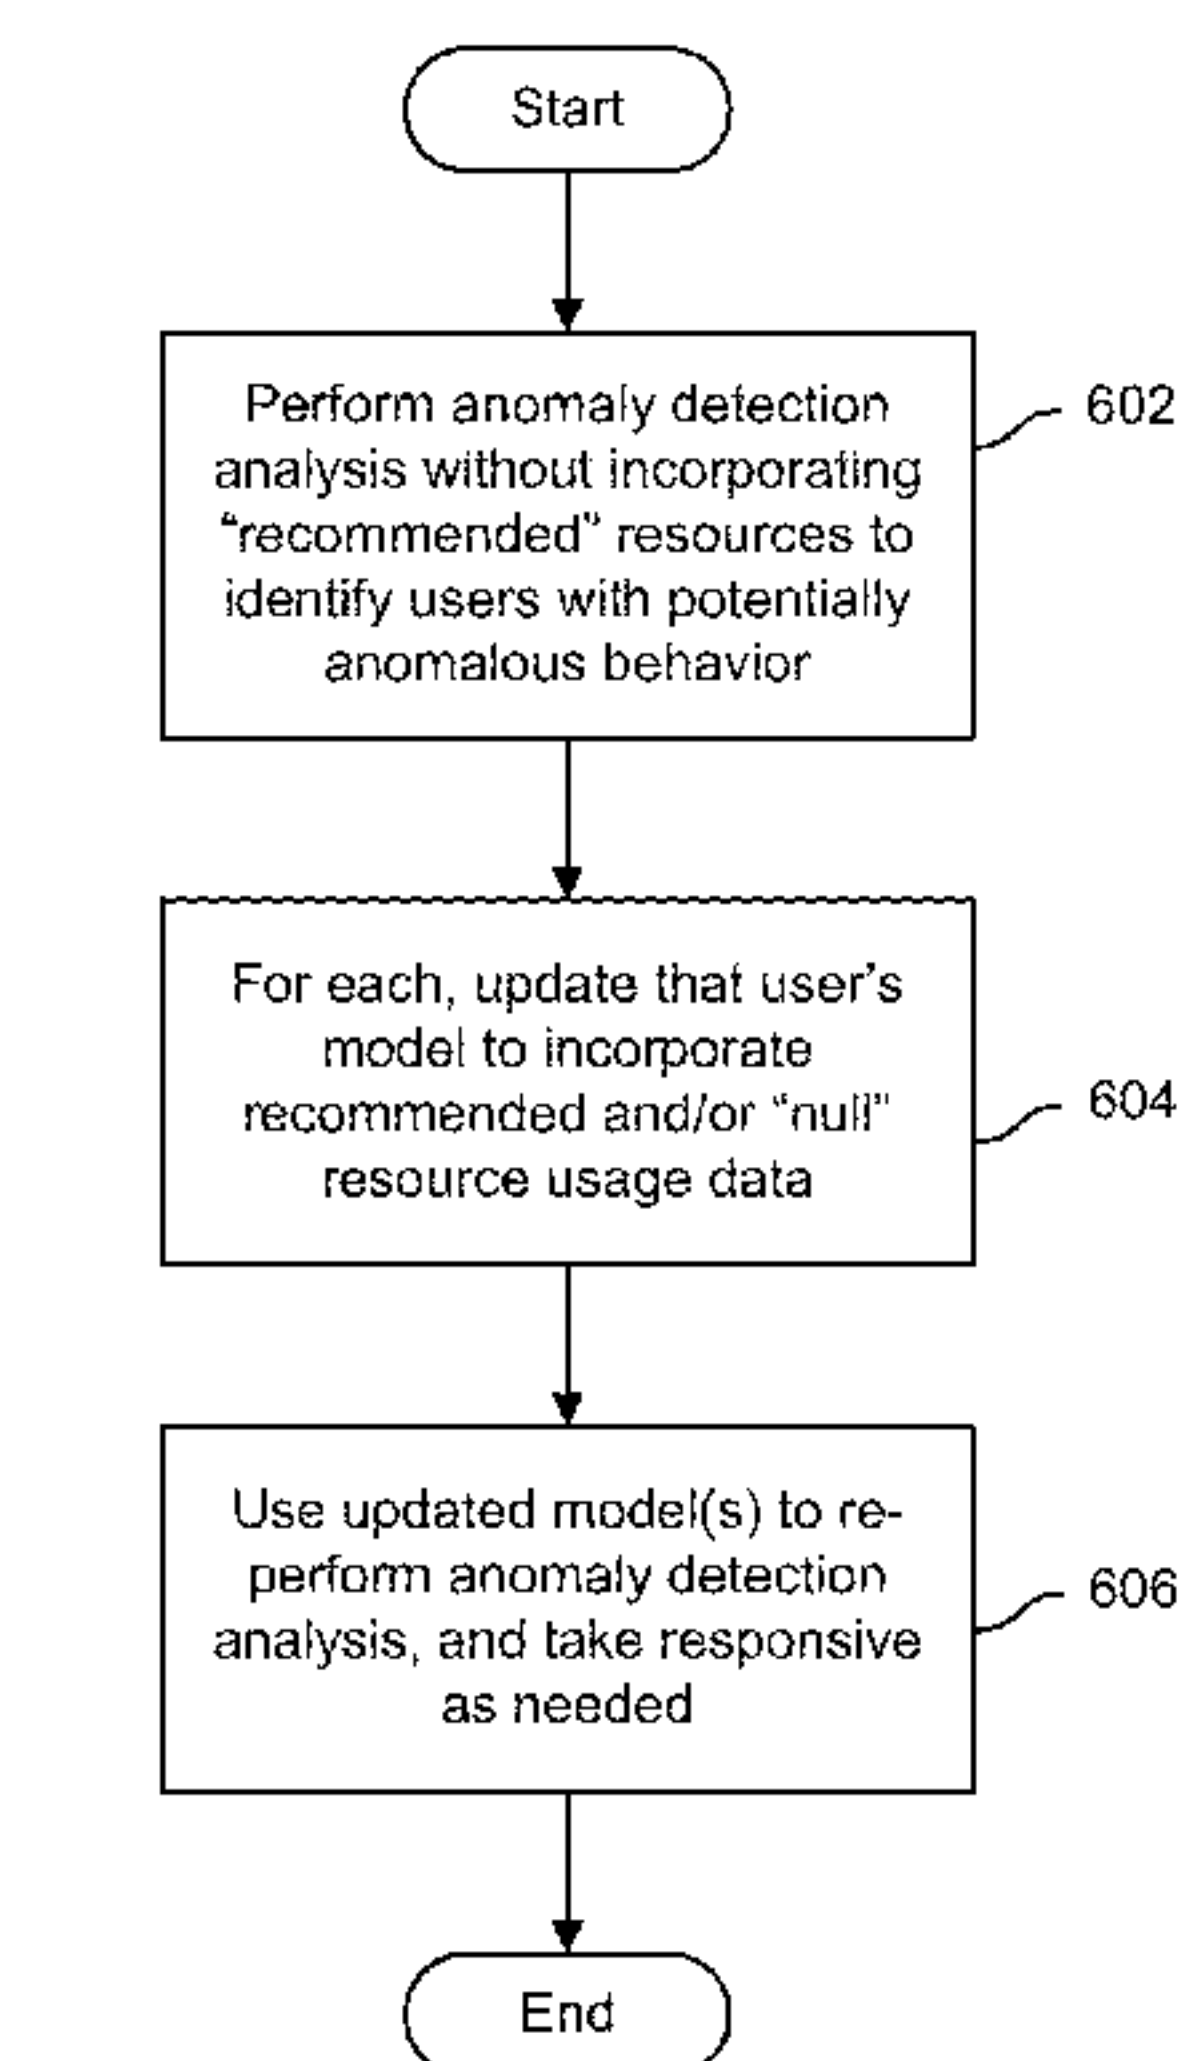 Start
Perform anomaly detection
analysis without incorporating
“recommended” resources to
identify users with potentially
anomalous behavior
602
For each, update that user’s
model to incorporate
recommended and/or “null”
resource usage data
604
Use updated model(s) to re-
perform anomaly detection
analysis, and take responsive
as needed
606
End